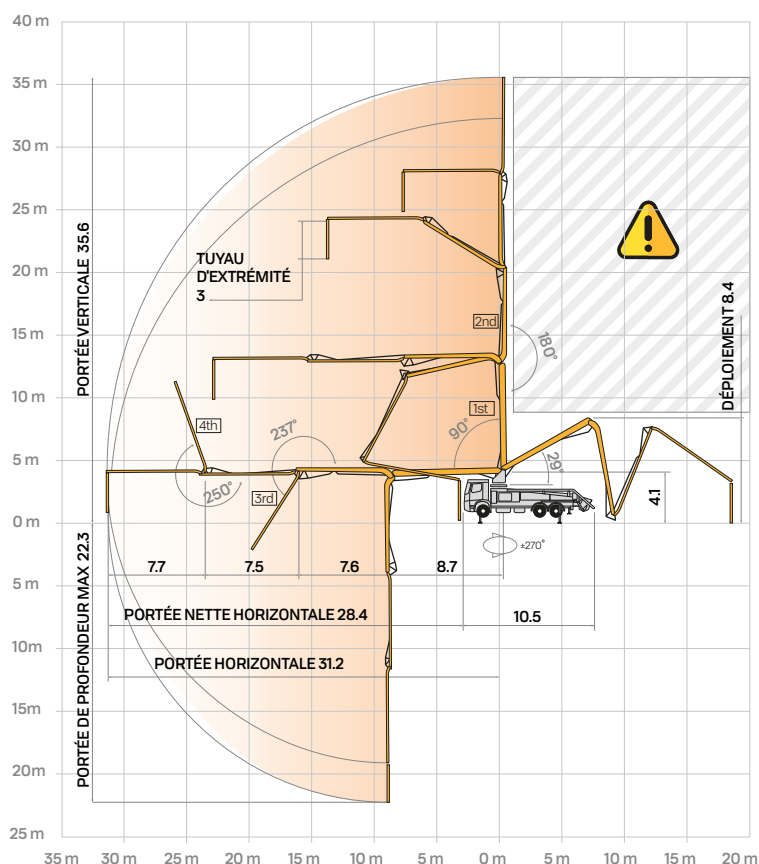 40 m
35 m
30 m
25 m
20 m
15 m
10 m
5 m
0 m
5 m
10m
15m
20m
25 m
35 m
30 m
25 m
20 m
15 m
10 m
5 m
0 m
5 m
10 m
15 m
20 m
PORTÉE VERTICALE 35.6
PORTÉE DE PROFONDEUR MAX 22.3
TUYAU
D'EXTRÉMITÉ
3
2nd
180°
DÉPLOIEMENT 8.4
1st
90°
29°
4th
237°
250°
3rd
4.1
±270°
7.7
7.5
7.6
8.7
PORTÉE NETTE HORIZONTALE 28.4
10.5
PORTÉE HORIZONTALE 31.2